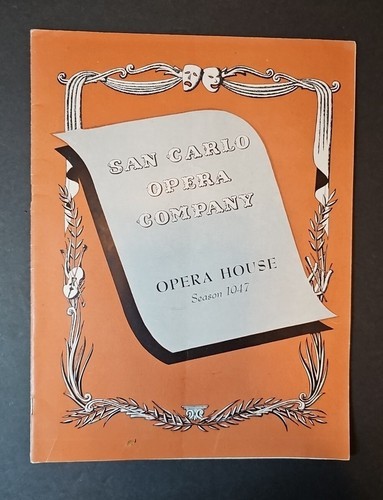 SAN CARLO
OPERA
COMPANY
OPERA HOUSE
Season 1947